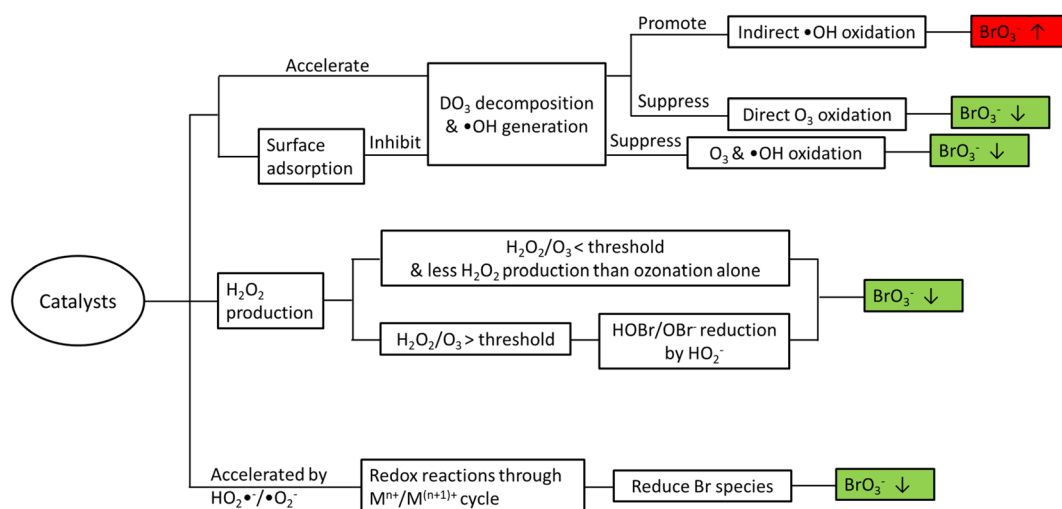 Promote
Indirect •OH oxidation
BrO₃⁻ ↑
Accelerate
DO₃ decomposition
& •OH generation
Suppress
Direct O₃ oxidation
BrO₃⁻ ↓
Surface
adsorption
Inhibit
Suppress
O₃ & •OH oxidation
BrO₃⁻ ↓
Catalysts
H₂O₂
production
H₂O₂/O₃ < threshold
& less H₂O₂ production than ozonation alone
H₂O₂/O₃ > threshold
HOBr/OBr⁻ reduction
by HO₂⁻
BrO₃⁻ ↓
Accelerated by
HO₂•⁻/•O₂⁻
Redox reactions through
Mⁿ⁺/M⁽ⁿ⁺¹⁾⁺ cycle
Reduce Br species
BrO₃⁻ ↓